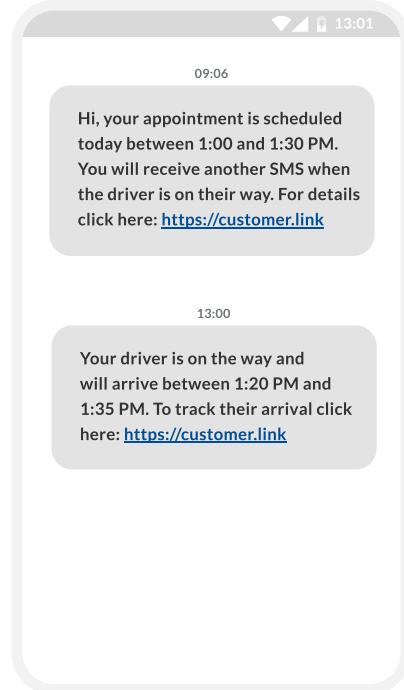 13:01
09:06
Hi, your appointment is scheduled
today between 1:00 and 1:30 PM.
You will receive another SMS when
the driver is on their way. For details
click here: https://customer.link
13:00
Your driver is on the way and
will arrive between 1:20 PM and
1:35 PM. To track their arrival click
here: https://customer.link